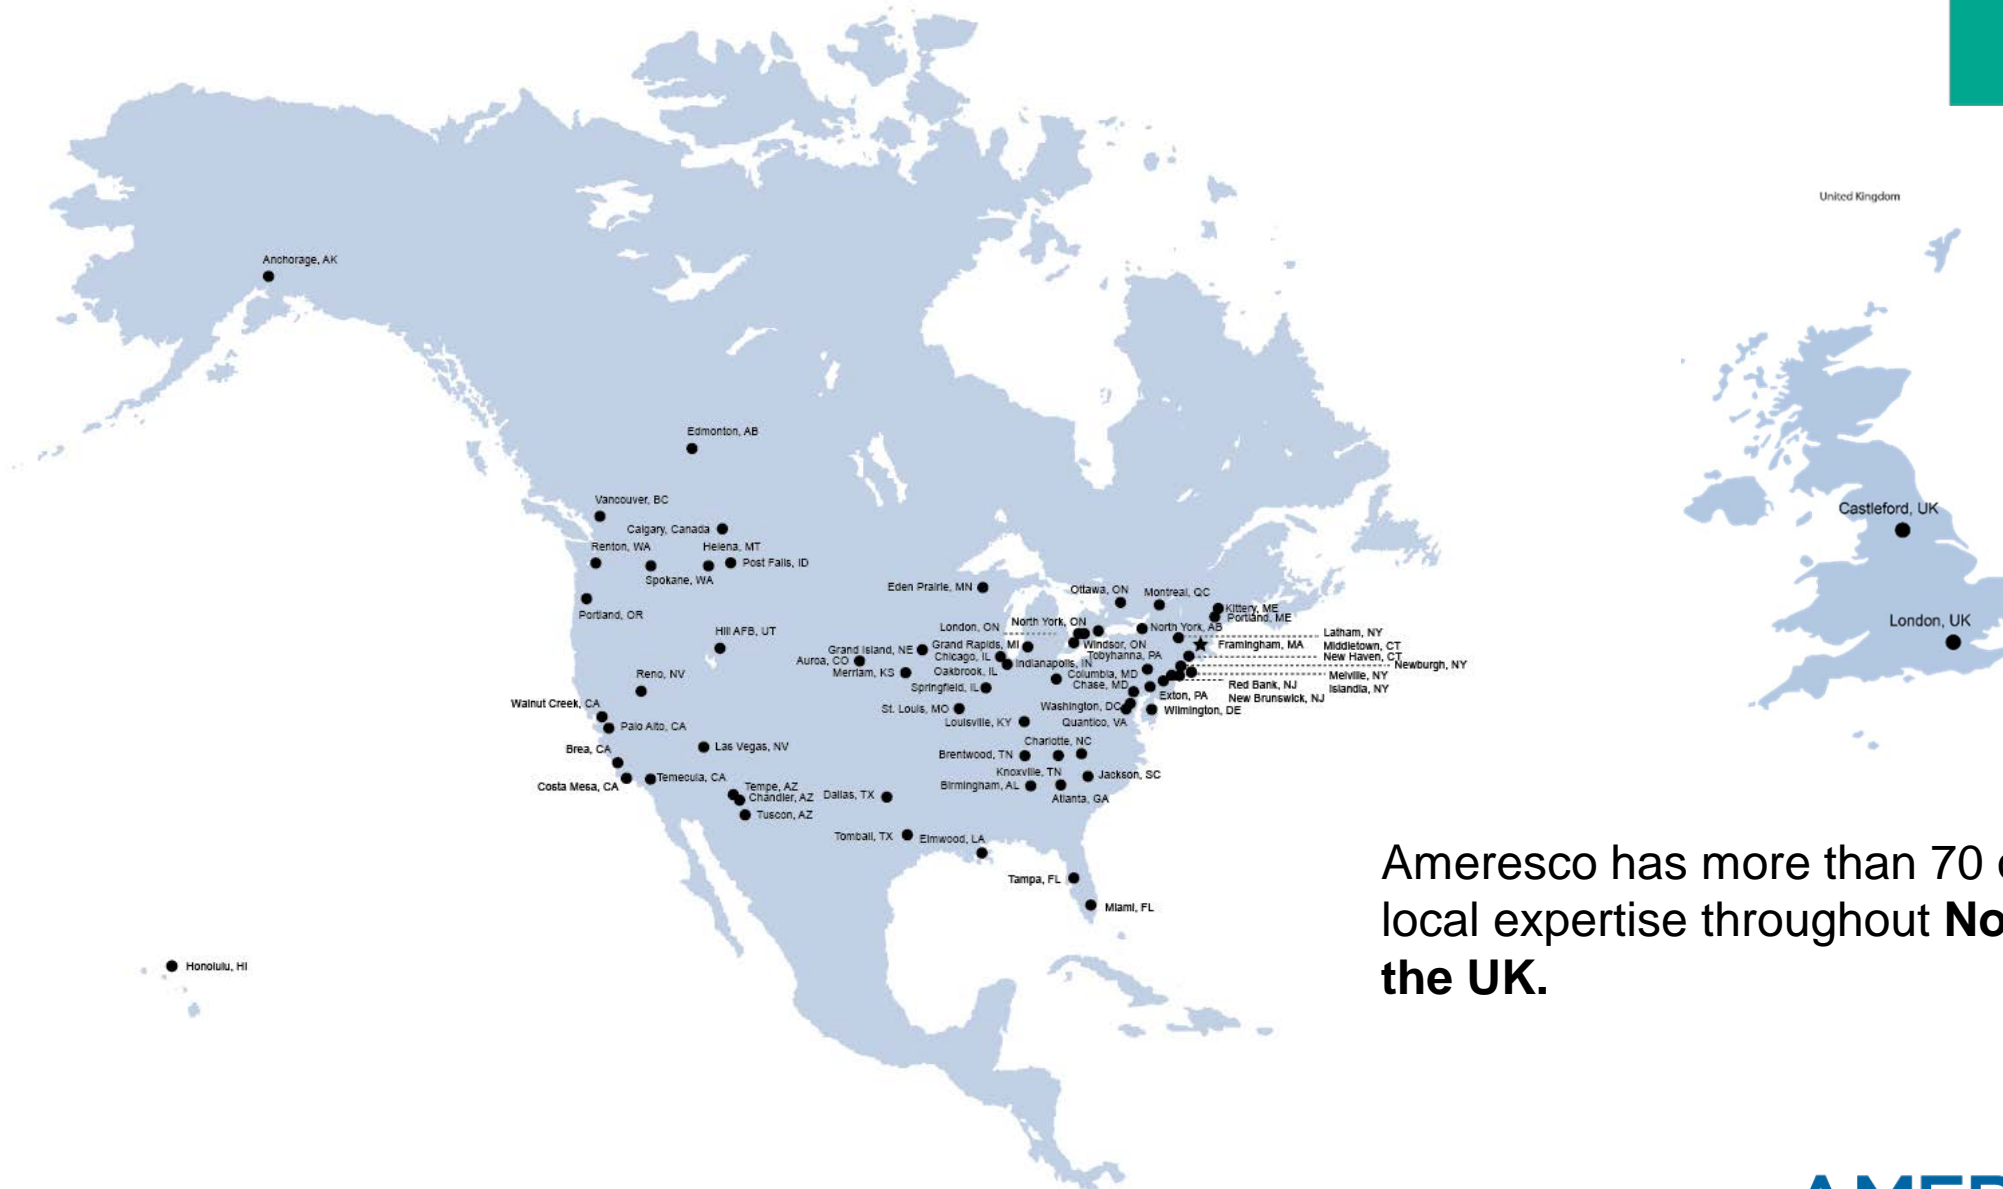 United Kingdom
Anchorage, AK
Edmonton, AB
Vancouver, BC
Calgary, Canada
Renton, WA
Helena, MT
Post Falls, ID
Spokane, WA
Portland, OR
Eden Prairie, MN
Ottawa, ON
Montreal, QC
Kittery, ME
Portland, ME
Castleford, UK
London, UK
Hill AFB, UT
London, ON
North York, ON
North York, AB
Windsor, ON
Grand Island, NE
Grand Rapids, MI
Framingham, MA
Latham, NY
Middletown, CT
New Haven, CT
Newburgh, NY
Auroa, CO
Chicago, IL
Tobyhanna, PA
Indianapolis, IN
Merriam, KS
Oakbrook, IL
Columbia, MD
Melville, NY
Reno, NV
Springfield, IL
Chase, MD
Red Bank, NJ
Islandia, NY
Exton, PA
New Brunswick, NJ
Walnut Creek, CA
St. Louis, MO
Washington, DC
Wilmington, DE
Palo Alto, CA
Louisville, KY
Quantico, VA
Brea, CA
Las Vegas, NV
Charlotte, NC
Brentwood, TN
Costa Mesa, CA
Temecula, CA
Knoxville, TN
Jackson, SC
Tempe, AZ
Chandler, AZ
Dallas, TX
Birmingham, AL
Atlanta, GA
Tuscon, AZ
Tomball, TX
Elmwood, LA
Tampa, FL
Miami, FL
Honolulu, HI
Ameresco has more than 70
local expertise throughout No
the UK.